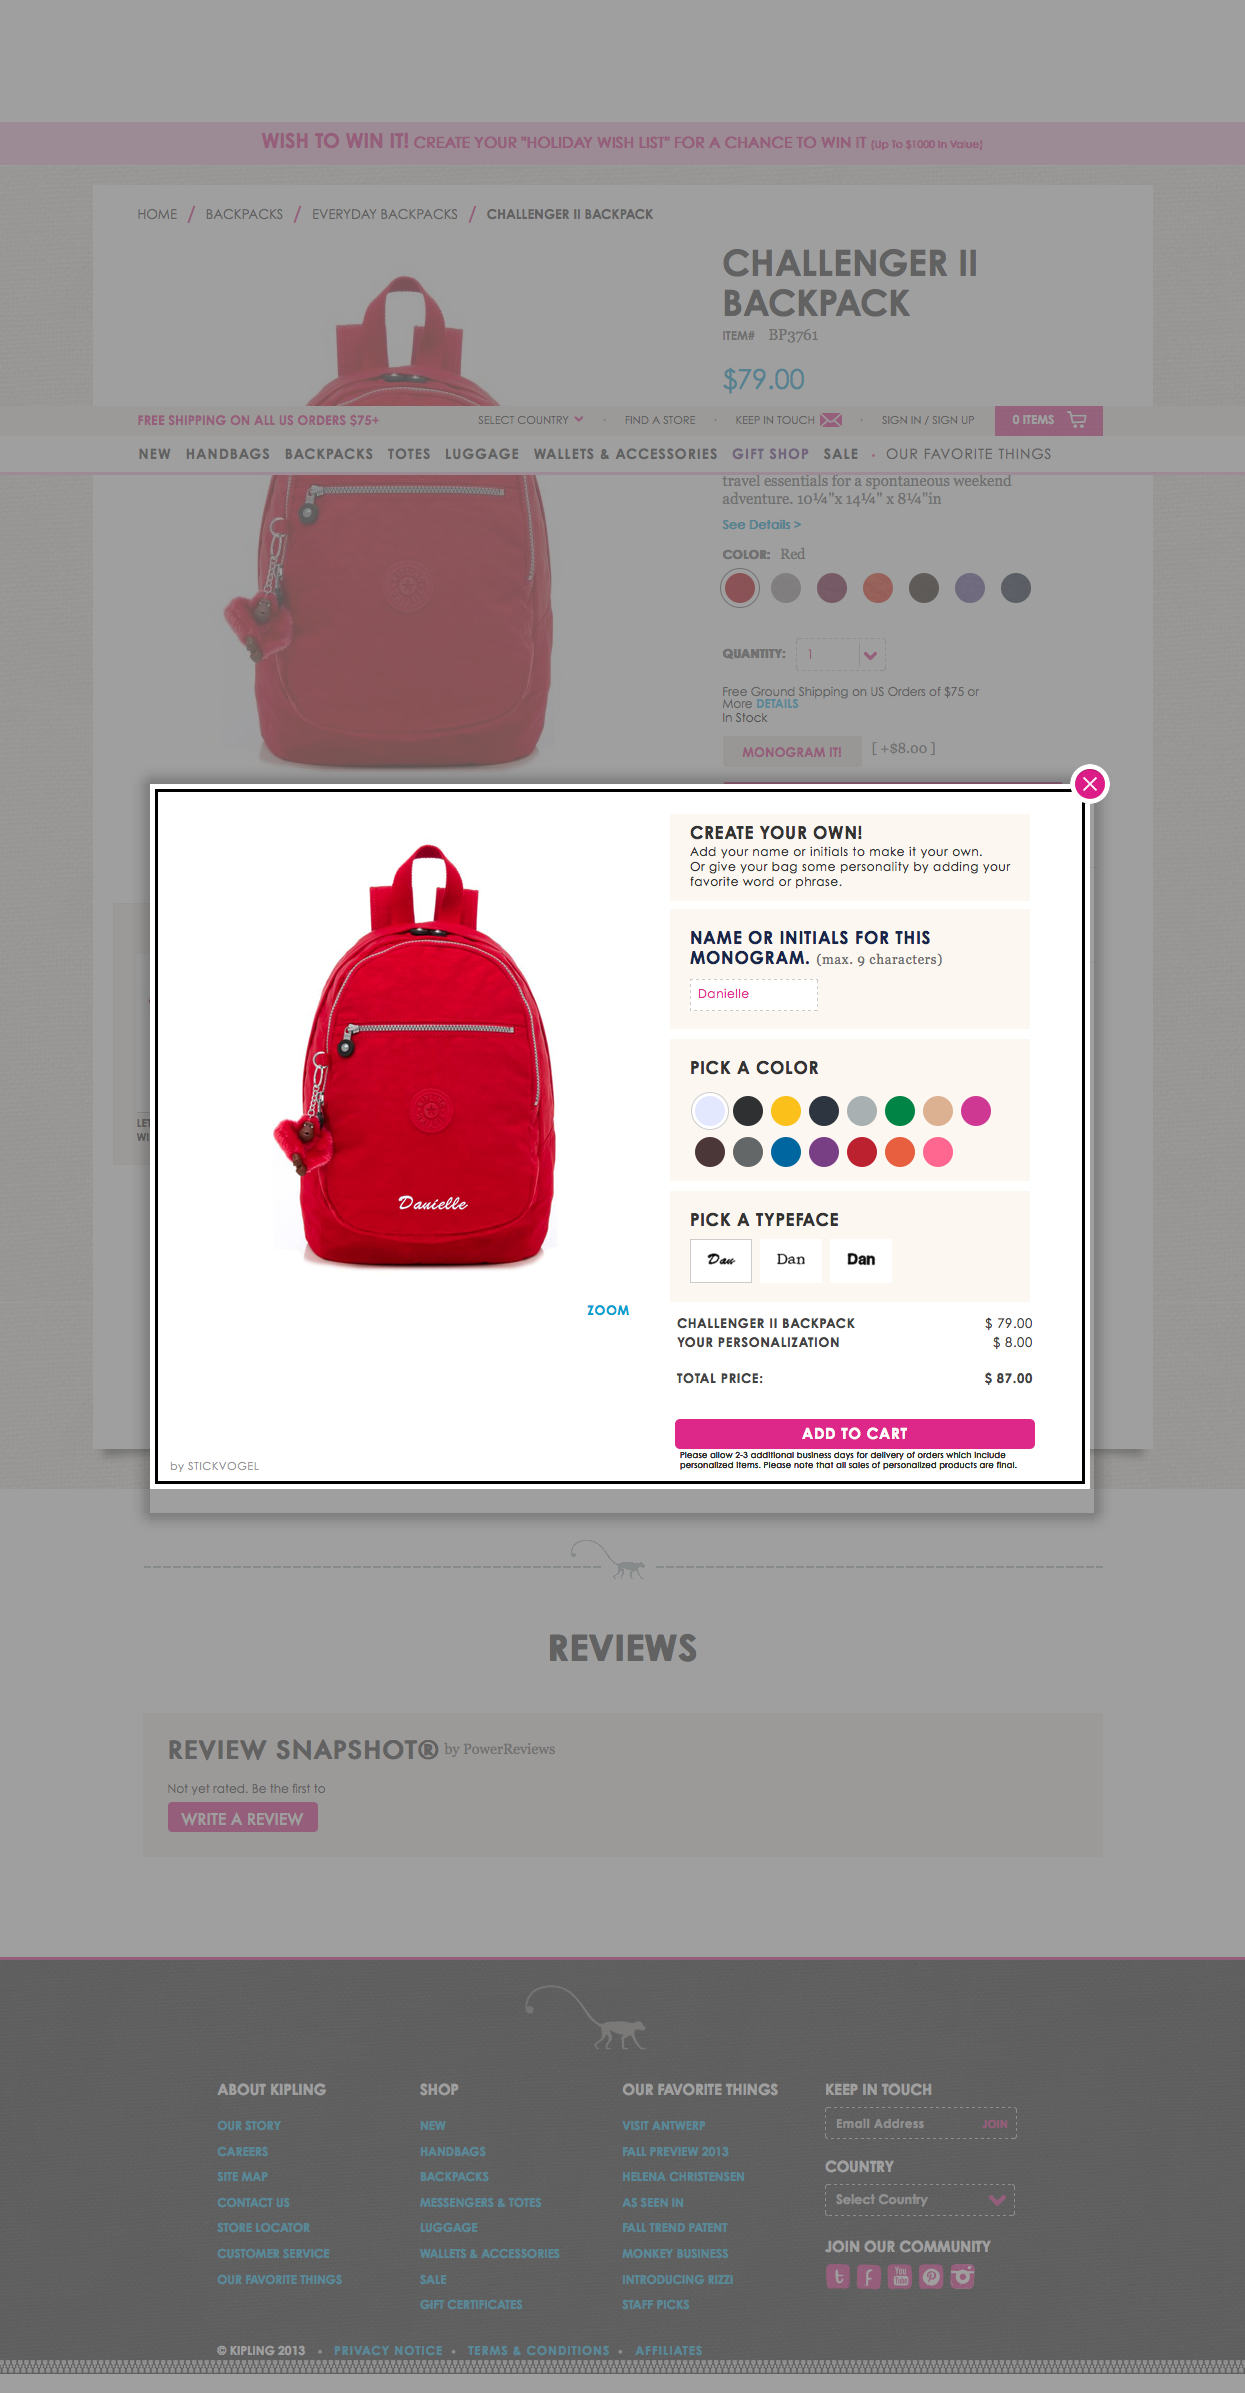 WISH TO WIN IT! CREATE YOUR "HOLIDAY WISH LIST" FOR A CHANCE TO WIN IT (Up To $1000 In Value)
HOME / BACKPACKS / EVERYDAY BACKPACKS / CHALLENGER II BACKPACK
CHALLENGER II
BACKPACK
ITEM# BP3761
$79.00
FREE SHIPPING ON ALL US ORDERS $75+
SELECT COUNTRY
FIND A STORE
KEEP IN TOUCH
SIGN IN / SIGN UP
0 ITEMS
NEW HANDBAGS BACKPACKS TOTES LUGGAGE WALLETS & ACCESSORIES GIFT SHOP SALE • OUR FAVORITE THINGS
travel essentials for a spontaneous weekend
adventure. 10¼"x 14¼" x 8¼"in
See Details >
COLOR: Red
QUANTITY: 1
Free Ground Shipping on US Orders of $75 or
More DETAILS
In Stock
MONOGRAM IT! [ +$8.00 ]
CREATE YOUR OWN!
Add your name or initials to make it your own.
Or give your bag some personality by adding your
favorite word or phrase.
NAME OR INITIALS FOR THIS
MONOGRAM. (max. 9 characters)
Danielle
PICK A COLOR
Danielle
PICK A TYPEFACE
Dan Dan Dan
ZOOM
CHALLENGER II BACKPACK $ 79.00
YOUR PERSONALIZATION $ 8.00
TOTAL PRICE: $ 87.00
ADD TO CART
Please allow 2-3 additional business days for delivery of orders which include
personalized items. Please note that all sales of personalized products are final.
by STICKVOGEL
REVIEWS
REVIEW SNAPSHOT® by PowerReviews
Not yet rated. Be the first to
WRITE A REVIEW
ABOUT KIPLING
OUR STORY
CAREERS
SITE MAP
CONTACT US
STORE LOCATOR
CUSTOMER SERVICE
OUR FAVORITE THINGS
SHOP
NEW
HANDBAGS
BACKPACKS
MESSENGERS & TOTES
LUGGAGE
WALLETS & ACCESSORIES
SALE
GIFT CERTIFICATES
OUR FAVORITE THINGS
VISIT ANTWERP
FALL PREVIEW 2013
HELENA CHRISTENSEN
AS SEEN IN
FALL TREND PATENT
MONKEY BUSINESS
INTRODUCING RIZZI
STAFF PICKS
KEEP IN TOUCH
Email Address JOIN
COUNTRY
Select Country
JOIN OUR COMMUNITY
You Tube
© KIPLING 2013 • PRIVACY NOTICE • TERMS & CONDITIONS • AFFILIATES